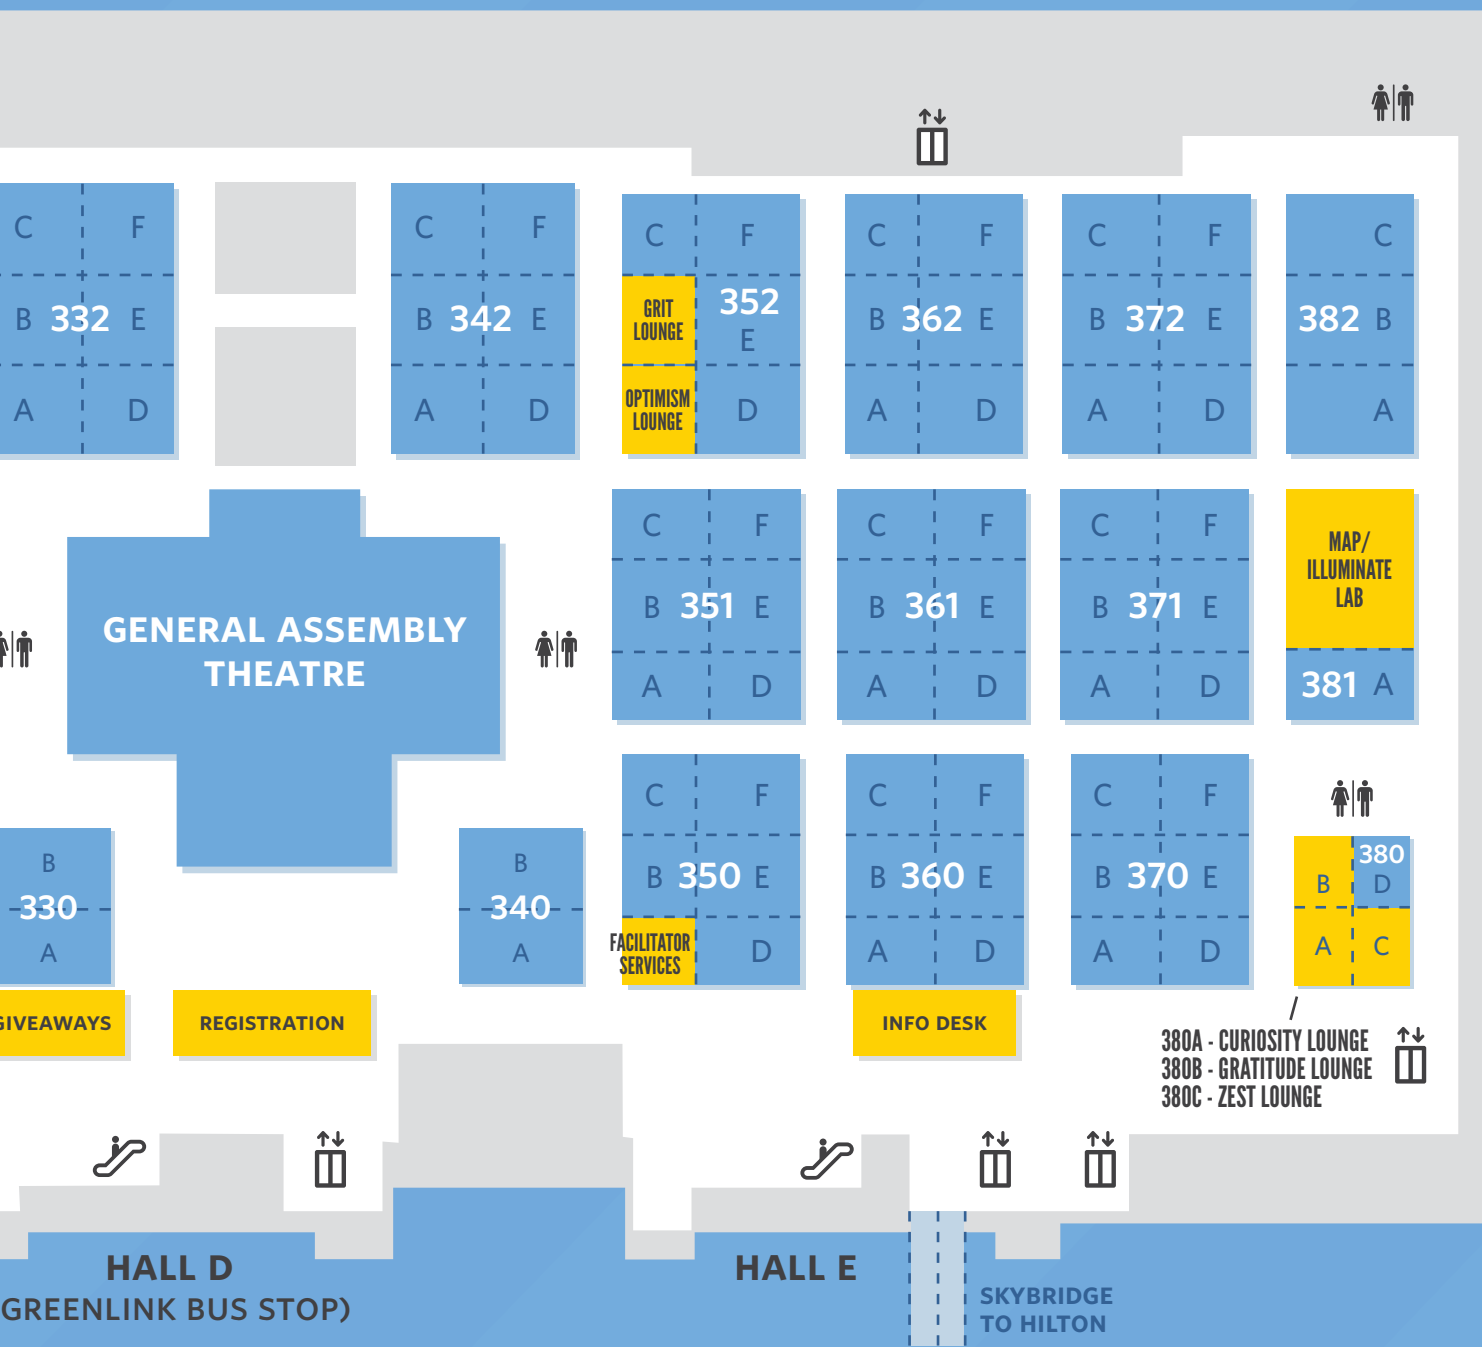 C F
C F
C F
C F
C F
C
B 332 E
B 342 E
GRIT
LOUNGE
352
E
B 362 E
B 372 E
382 B
A D
A D
OPTIMISM
LOUNGE
D
A D
A D
A
GENERAL ASSEMBLY
THEATRE
C F
C F
C F
MAP/
ILLUMINATE
LAB
B 351 E
B 361 E
B 371 E
A D
A D
A D
381 A
C F
C F
C F
B
330
A
B
340
A
B 350 E
B 360 E
B 370 E
380
B D
A C
FACILITATOR
SERVICES
D
A D
A D
GIVEAWAYS
REGISTRATION
INFO DESK
380A - CURIOSITY LOUNGE
380B - GRATITUDE LOUNGE
380C - ZEST LOUNGE
HALL D
GREENLINK BUS STOP)
HALL E
SKYBRIDGE
TO HILTON